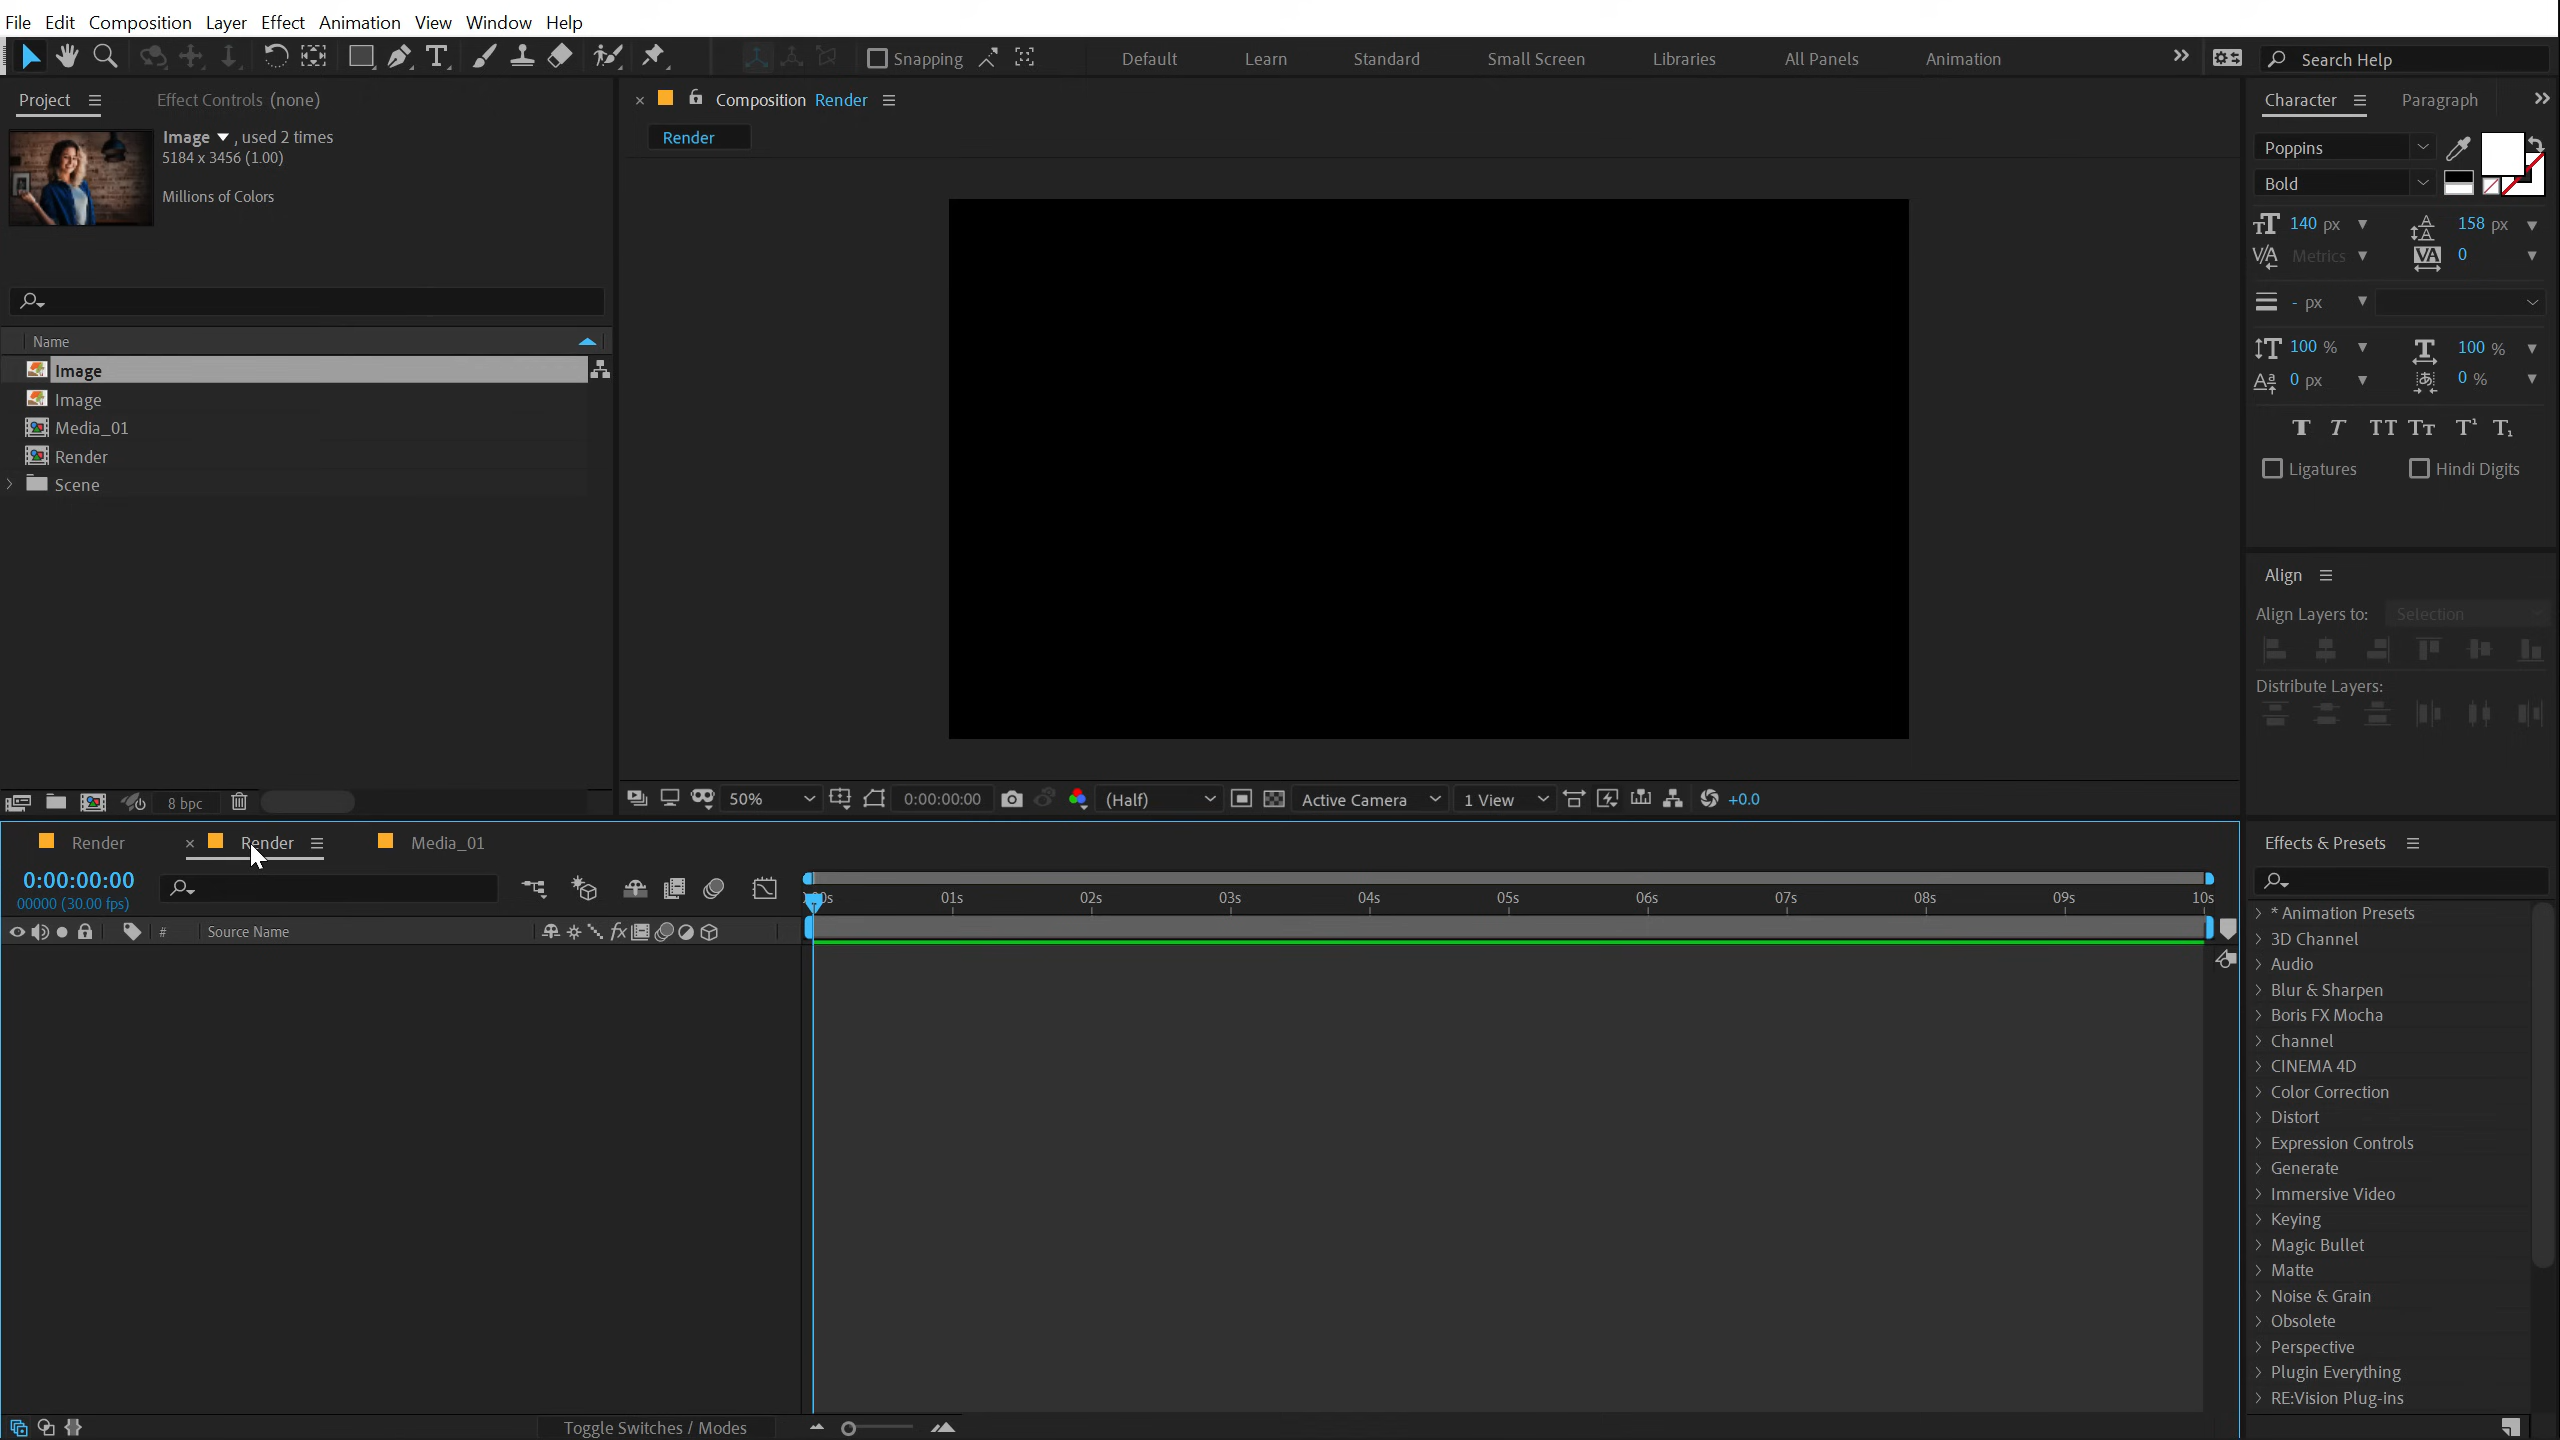 File Edit Composition Layer Effect Animation View Window Help
Snapping
Default Learn Standard Small Screen Libraries All Panels Animation
Search Help
Project Effect Controls (none)
Image , used 2 times
5184 x 3456 (1.00)
Millions of Colors
Name
Image
Image
Media_01
Render
Scene
8 bpc
Composition Render
Render
50% 0:00:00:00 (Half) Active Camera 1 View +0.0
Character Paragraph
Poppins
Bold
140 px 158 px
Metrics 0
- px
100 % 100 %
0 px 0 %
Ligatures Hindi Digits
Align
Align Layers to: Selection
Distribute Layers:
Render Render Media_01
0:00:00:00
00000 (30.00 fps)
0s 01s 02s 03s 04s 05s 06s 07s 08s 09s 10s
# Source Name
Toggle Switches / Modes
Effects & Presets
* Animation Presets
3D Channel
Audio
Blur & Sharpen
Boris FX Mocha
Channel
CINEMA 4D
Color Correction
Distort
Expression Controls
Generate
Immersive Video
Keying
Magic Bullet
Matte
Noise & Grain
Obsolete
Perspective
Plugin Everything
RE:Vision Plug-ins